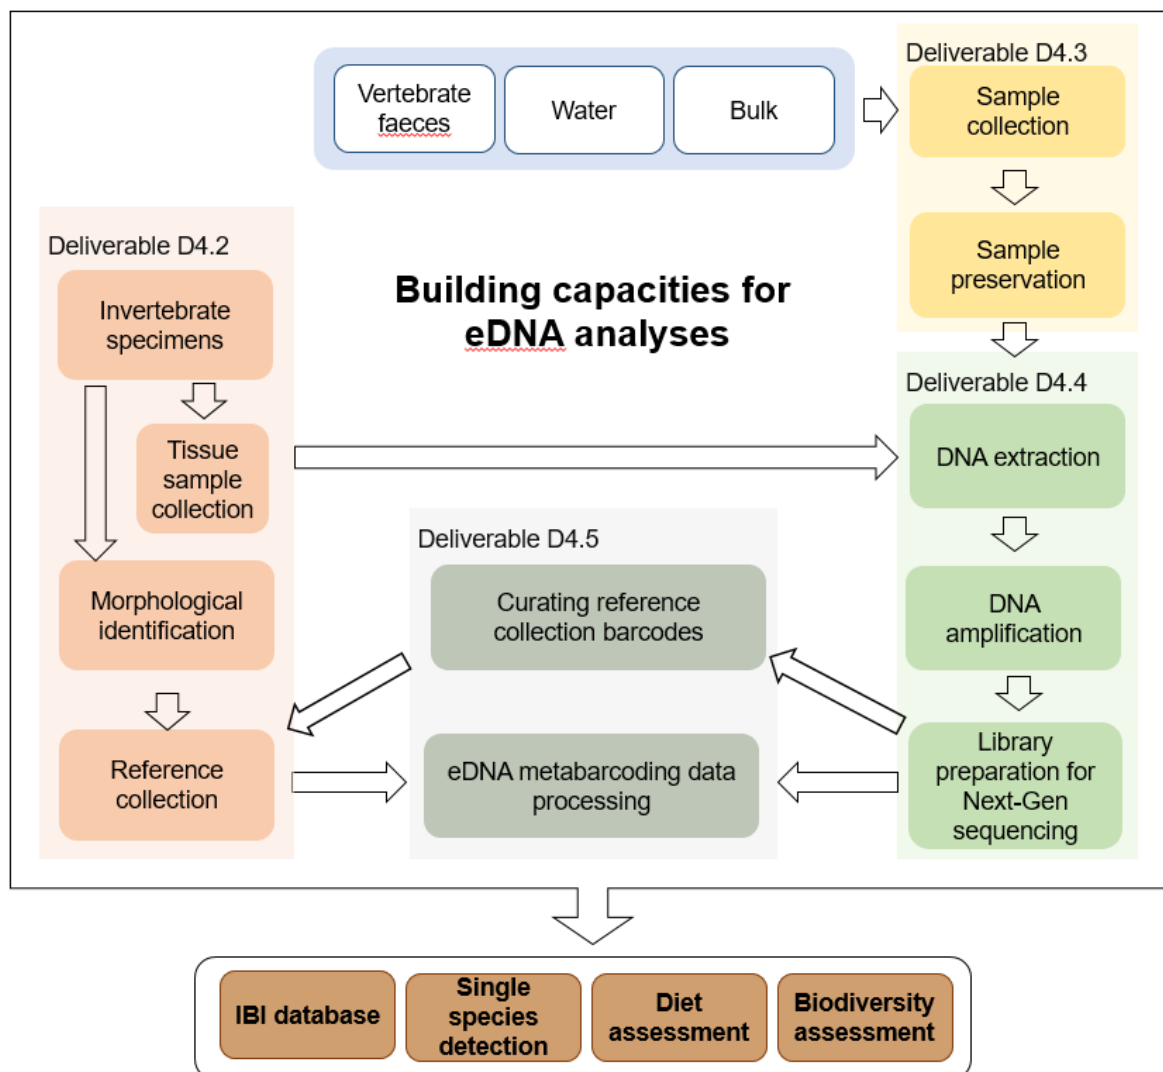 Deliverable D4.3
Vertebrate
faeces
Water
Bulk
Sample
collection
Sample
preservation
Deliverable D4.2
Invertebrate
specimens
Tissue
sample
collection
Morphological
identification
Reference
collection
Building capacities for
eDNA analyses
Deliverable D4.4
DNA extraction
DNA
amplification
Library
preparation for
Next-Gen
sequencing
Deliverable D4.5
Curating reference
collection barcodes
eDNA metabarcoding data
processing
IBI database
Single
species
detection
Diet
assessment
Biodiversity
assessment